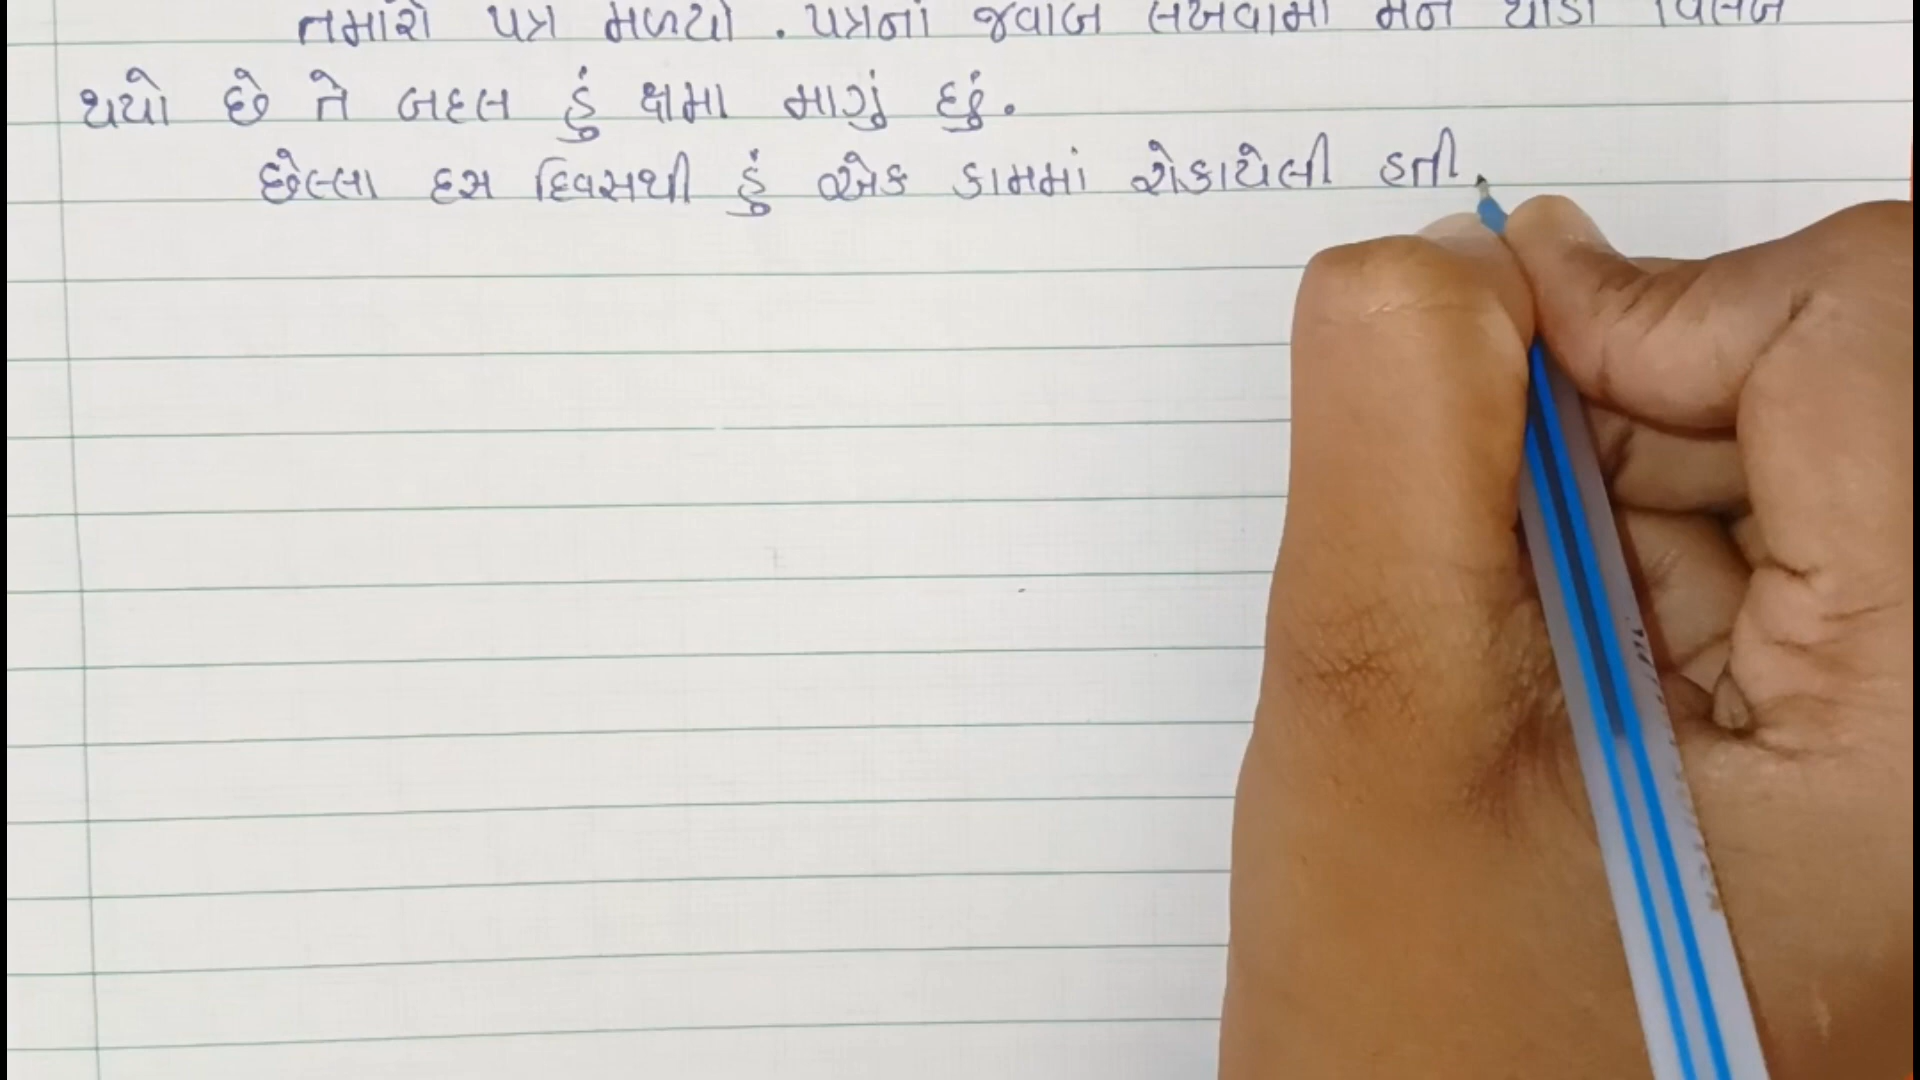 તમારો પત્ર મળ્યો . પત્રનો જવાબ લખવામાં મને થોડો વિલંબ
થયો છે તે બદલ હું ક્ષમા માગું છું.
છેલ્લા દસ દિવસથી હું એક કામમાં રોકાયેલી હતી